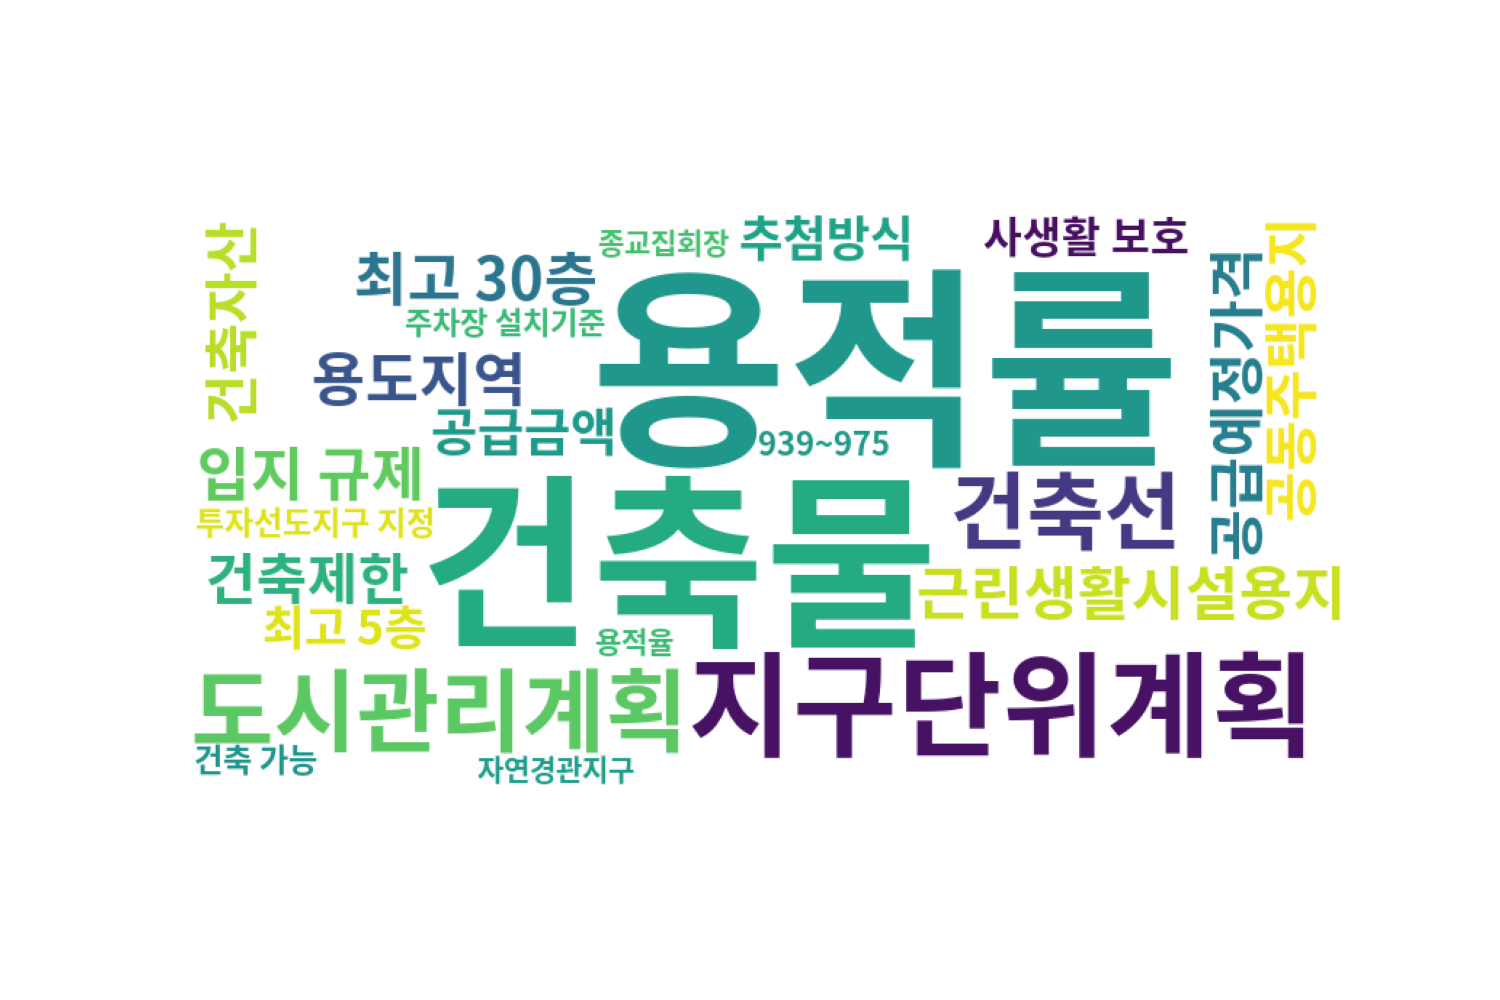 종교집회장
추첨방식
사생활 보호
건축자산
최고 30층
용적률
공급예정가격
공동주택용지
주차장 설치기준
용도지역
공급금액
939~975
입지 규제
건축물
건축선
투자선도지구 지정
건축제한
근린생활시설용지
최고 5층
용적율
도시관리계획
지구단위계획
건축 가능
자연경관지구